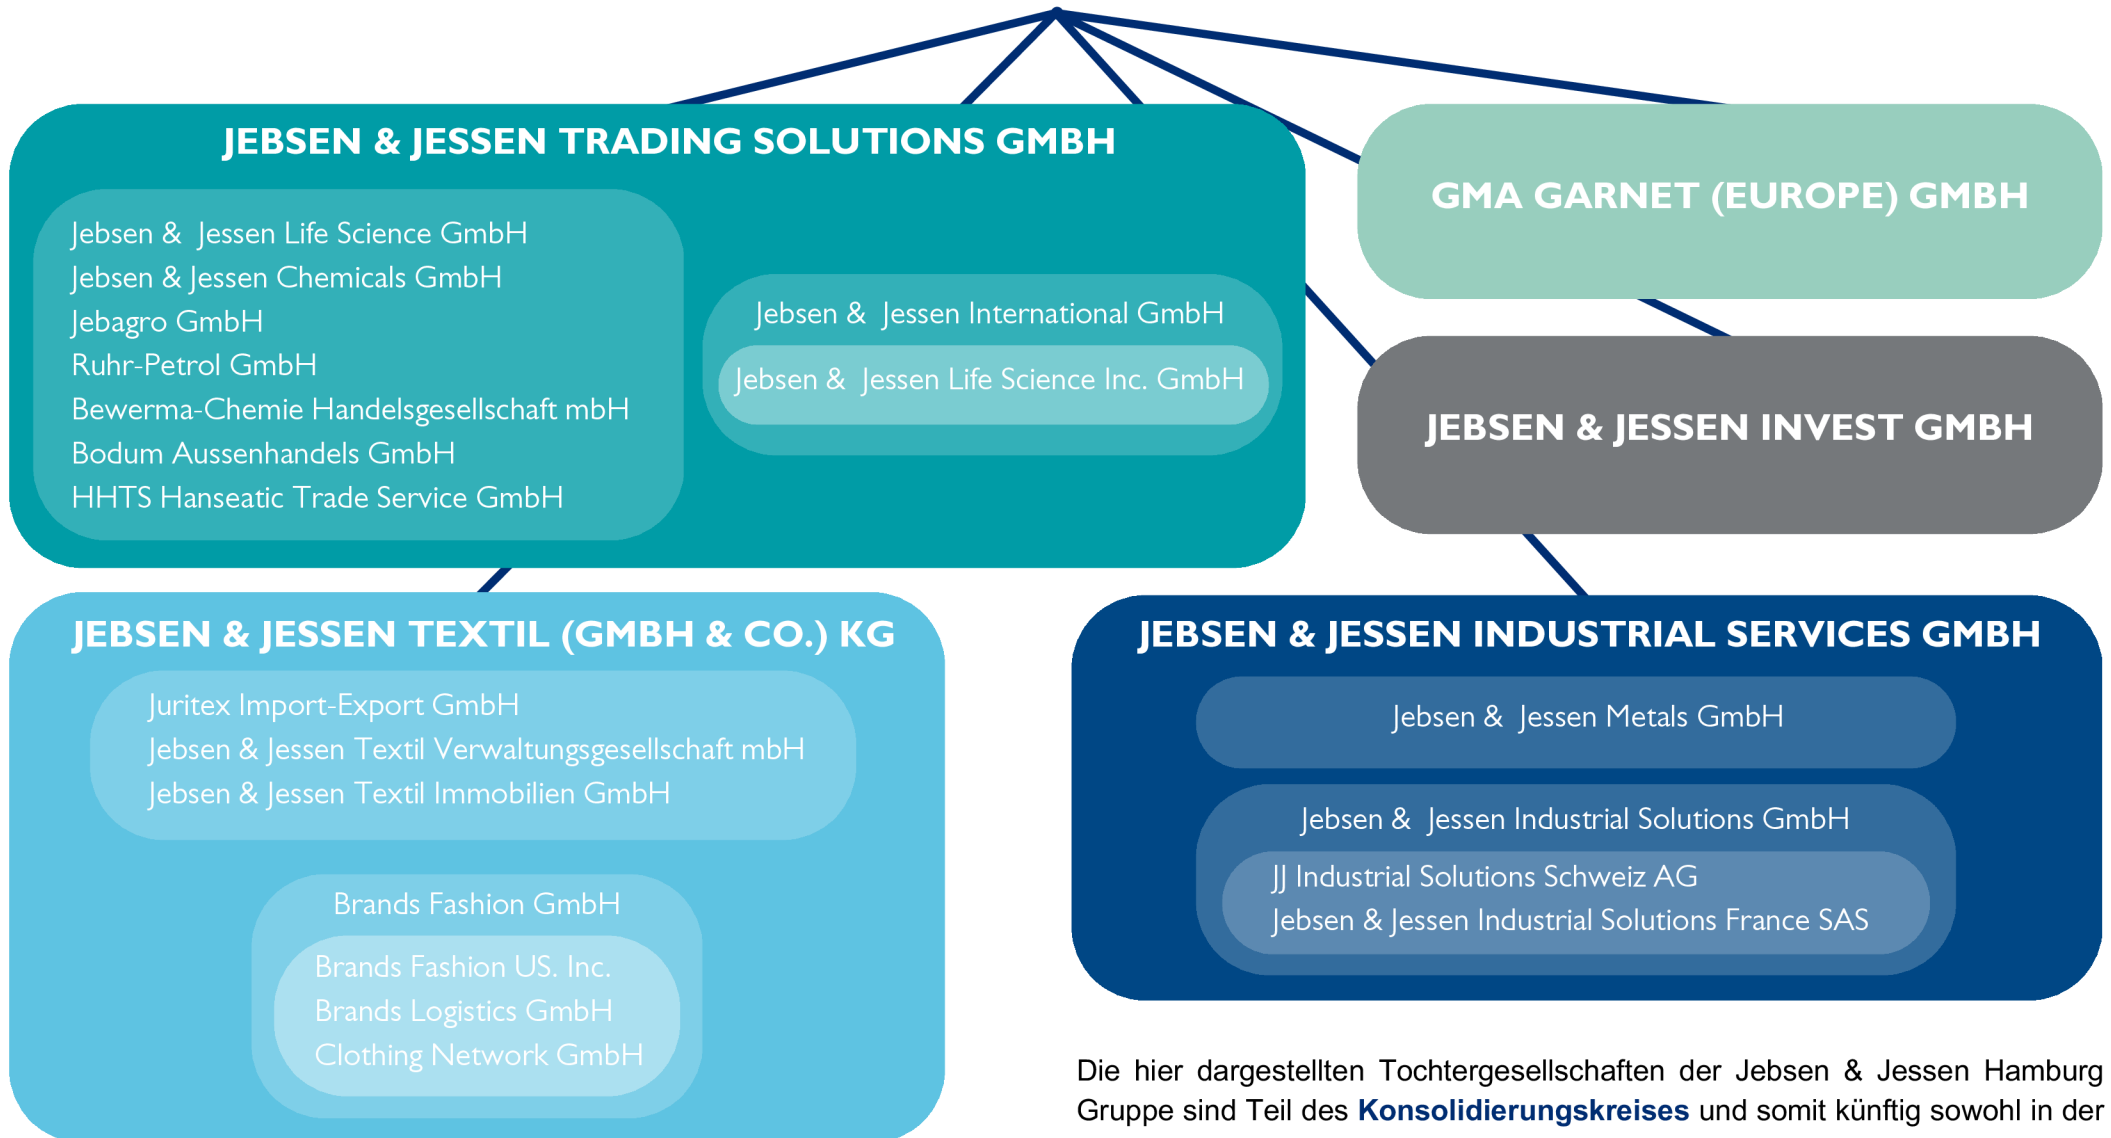 JEBSEN & JESSEN TRADING SOLUTIONS GMBH
Jebsen & Jessen Life Science GmbH
Jebsen & Jessen Chemicals GmbH
Jebagro GmbH
Ruhr-Petrol GmbH
Bewerma-Chemie Handelsgesellschaft mbH
Bodum Aussenhandels GmbH
HHTS Hanseatic Trade Service GmbH
Jebsen & Jessen International GmbH
Jebsen & Jessen Life Science Inc. GmbH
GMA GARNET (EUROPE) GMBH
JEBSEN & JESSEN INVEST GMBH
JEBSEN & JESSEN TEXTIL (GMBH & CO.) KG
Juritex Import-Export GmbH
Jebsen & Jessen Textil Verwaltungsgesellschaft mbH
Jebsen & Jessen Textil Immobilien GmbH
Brands Fashion GmbH
Brands Fashion US. Inc.
Brands Logistics GmbH
Clothing Network GmbH
JEBSEN & JESSEN INDUSTRIAL SERVICES GMBH
Jebsen & Jessen Metals GmbH
Jebsen & Jessen Industrial Solutions GmbH
JJ Industrial Solutions Schweiz AG
Jebsen & Jessen Industrial Solutions France SAS
Die hier dargestellten Tochtergesellschaften der Jebsen & Jessen Hamburg
Gruppe sind Teil des Konsolidierungskreises und somit künftig sowohl in der